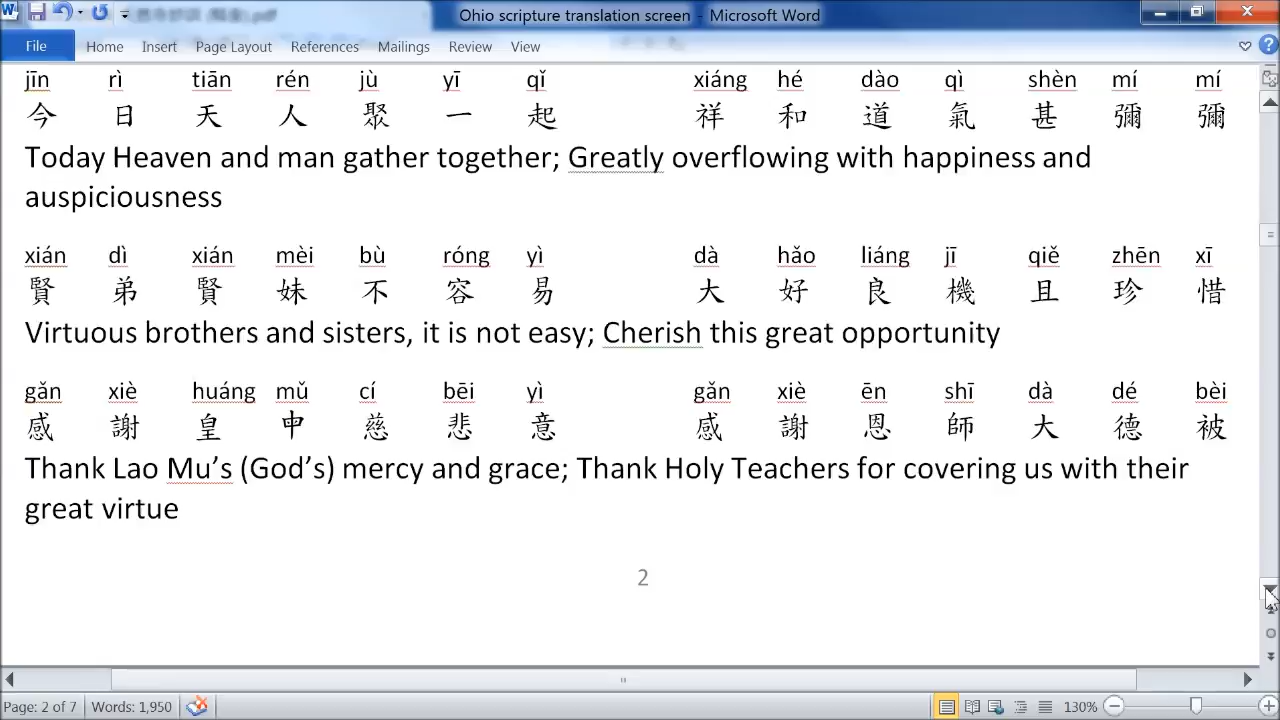 Ohio scripture translation screen - Microsoft Word
File Home Insert Page Layout References Mailings Review View
jīn rì tiān rén jù yī qǐ xiáng hé dào qì shèn mí mí
今 日 天 人 聚 一 起 祥 和 道 氣 甚 彌 彌
Today Heaven and man gather together; Greatly overflowing with happiness and
auspiciousness
xián dì xián mèi bù róng yì dà hǎo liáng jī qiě zhēn xī
賢 弟 賢 妹 不 容 易 大 好 良 機 且 珍 惜
Virtuous brothers and sisters, it is not easy; Cherish this great opportunity
gǎn xiè huáng mǔ cí bēi yì gǎn xiè ēn shī dà dé bèi
感 謝 皇 申 慈 悲 意 感 謝 恩 師 大 德 被
Thank Lao Mu’s (God’s) mercy and grace; Thank Holy Teachers for covering us with their
great virtue
2
Page: 2 of 7 Words: 1,950 130%